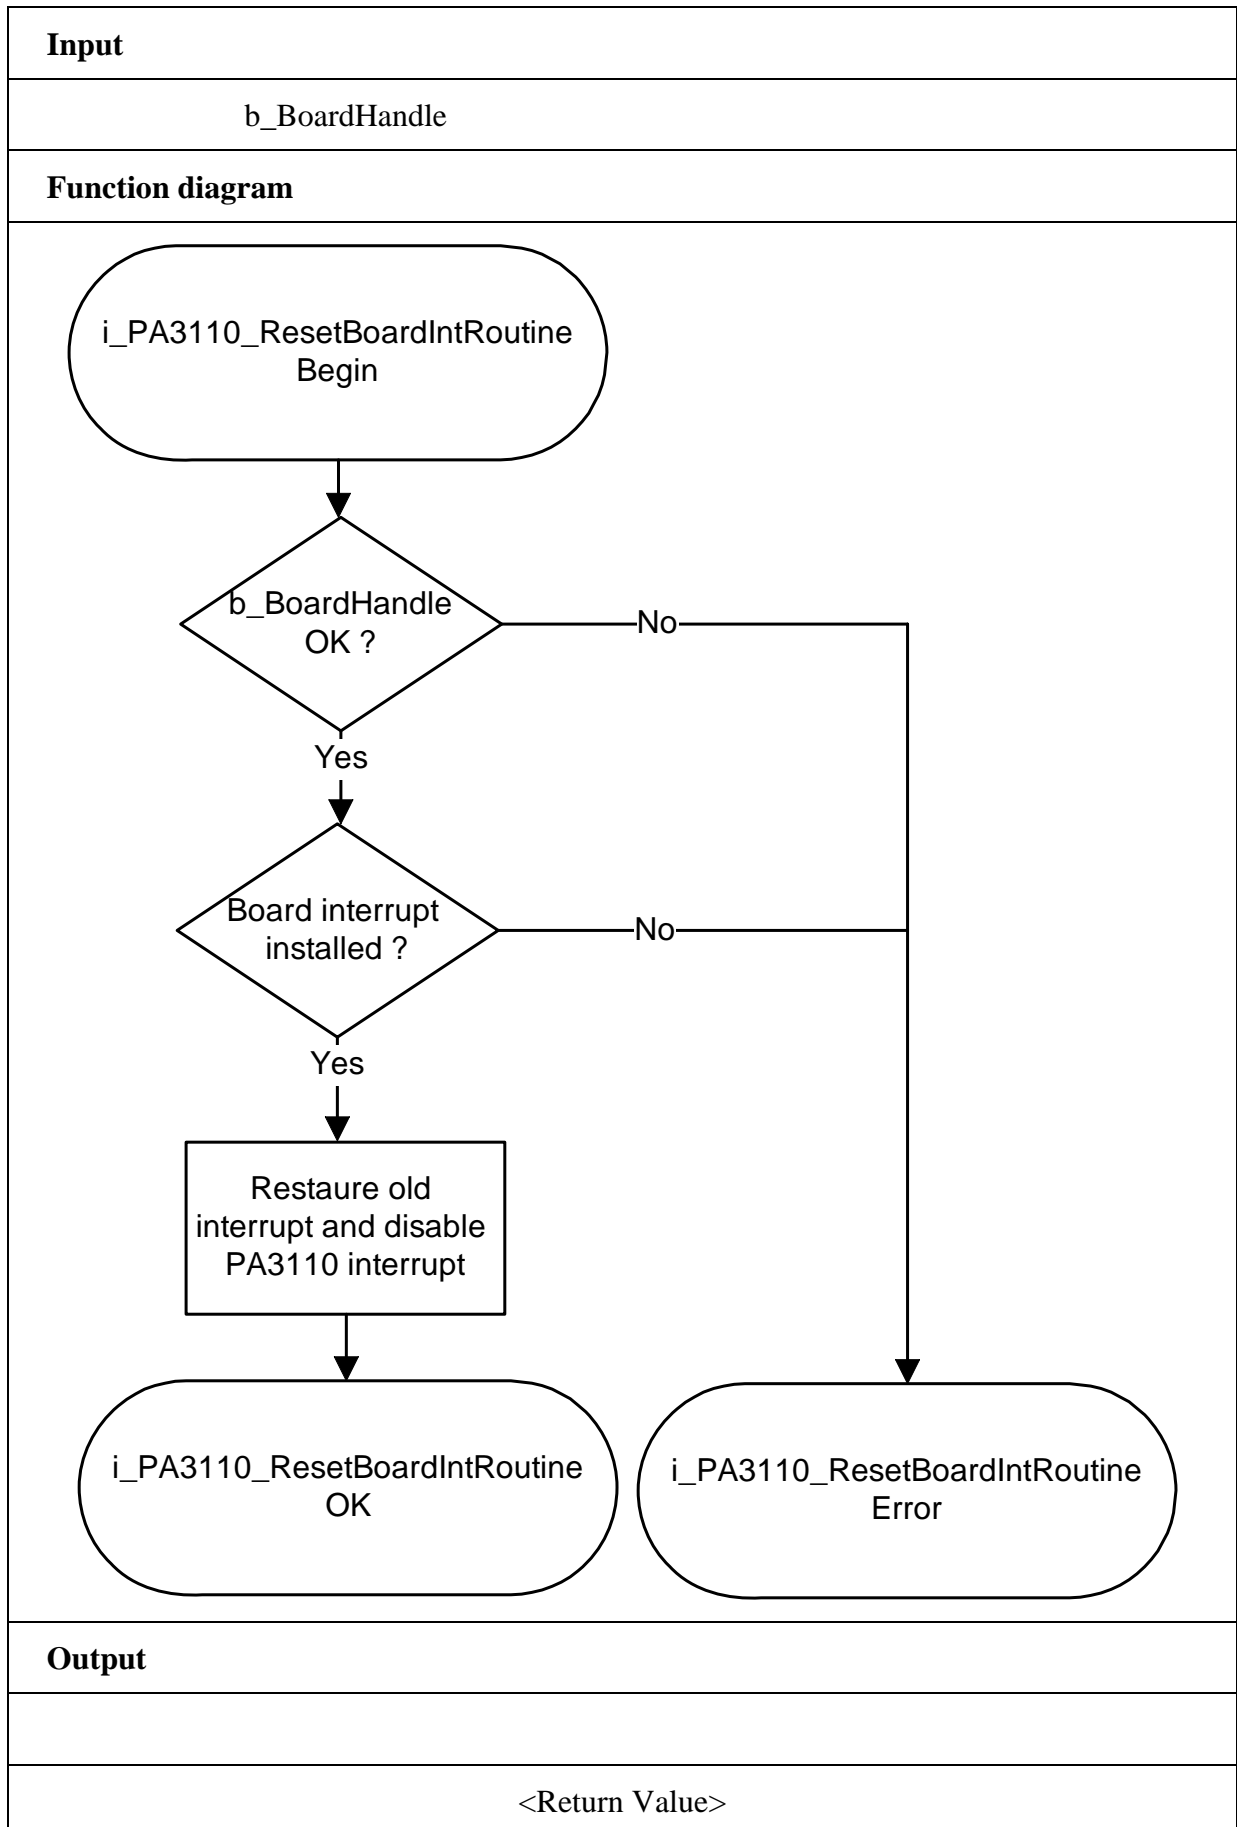 Input
b_BoardHandle
Function diagram
i_PA3110_ResetBoardIntRoutine
Begin
b_BoardHandle
OK ?
No
Yes
Board interrupt
installed ?
No
Yes
Restaure old
interrupt and disable
PA3110 interrupt
i_PA3110_ResetBoardIntRoutine
OK
i_PA3110_ResetBoardIntRoutine
Error
Output
<Return Value>